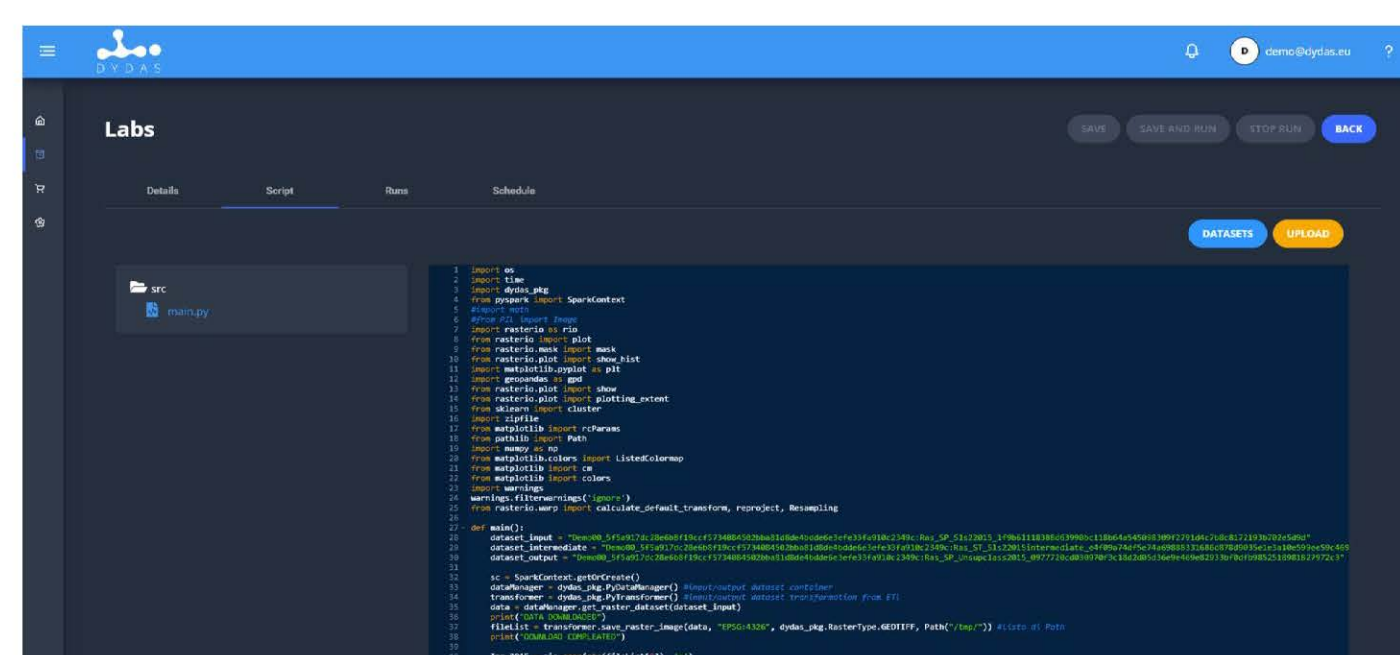 DYDAS
D demo@dydas.eu ?
Labs
SAVE SAVE AND RUN STOP RUN BACK
Details Script Runs Schedule
DATASETS UPLOAD
src
main.py
1 import os
2 import time
3 import dydas_pkg
4 from pyspark import SparkContext
5 #import
6 #from PIL import Image
7 import rasterio as rio
8 from rasterio import plot
9 from rasterio.mask import mask
10 from rasterio.plot import show_hist
11 import matplotlib.pyplot as plt
12 import geopandas as gpd
13 from rasterio.plot import show
14 from rasterio.plot import plotting_extent
15 from sklearn import cluster
16 import zipfile
17 from matplotlib import rcParams
18 from pathlib import Path
19 import numpy as np
20 from matplotlib.colors import ListedColormap
21 from matplotlib import cm
22 from matplotlib import colors
23 import warnings
24 warnings.filterwarnings('ignore')
25 from rasterio.warp import calculate_default_transform, reproject, Resampling
26
27 def main():
28 dataset_input =
29 dataset_intermediate =
30 dataset_output =
31
32 sc = SparkContext.getOrCreate()
33 dataManager = dydas_pkg.PyDataManager() #input/output dataset container
34 transformer = dydas_pkg.PyTransformer() #input/output dataset transformation from ETL
35 data = dataManager.get_raster_dataset(dataset_input)
36 print("DATA DOWNLOADED")
37 fileList = transformer.save_raster_image(data, "EPSG:4326", dydas_pkg.RasterType.GEOTIFF, Path("/tmp/")) #Lista di Path
38 print("DOWNLOAD COMPLEATED")
39